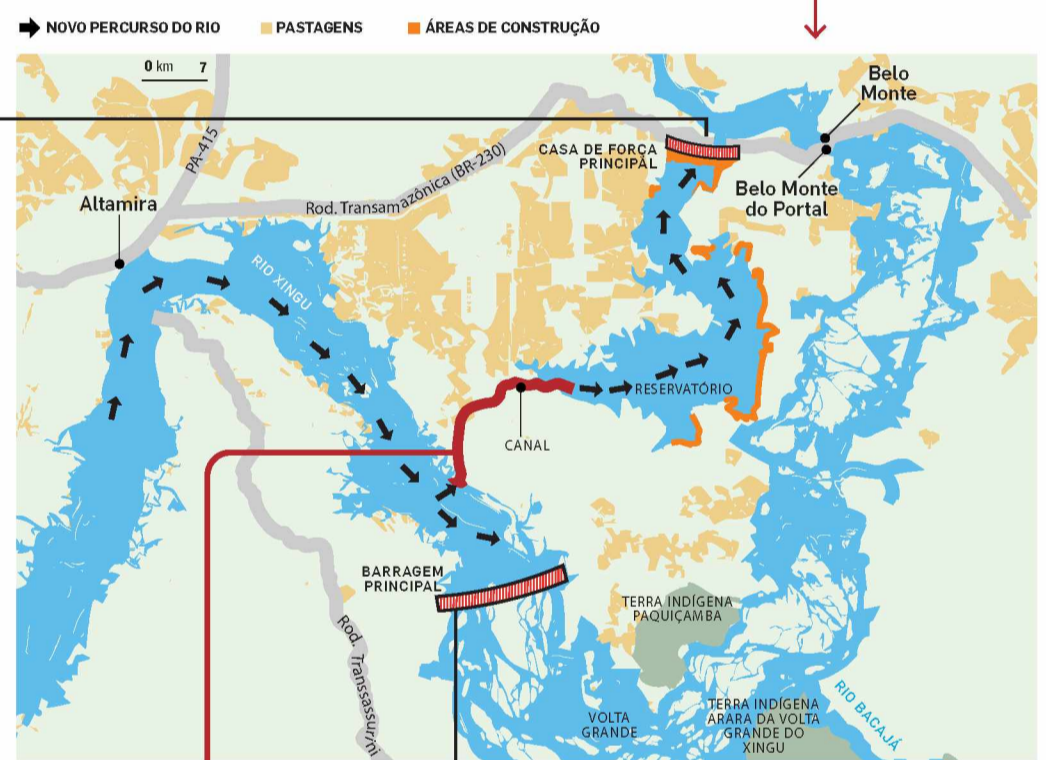 NOVO PERCURSO DO RIO
PASTAGENS
ÁREAS DE CONSTRUÇÃO
0 km 7
Belo
Monte
PA-415
CASA DE FORÇA
PRINCIPAL
Rod. Transamazônica (BR-230)
Belo Monte
do Portal
Altamira
RIO XINGU
RESERVATÓRIO
CANAL
BARRAGEM
PRINCIPAL
TERRA INDÍGENA
PAQUIÇAMBA
Rod. Transsassurini
VOLTA
GRANDE
TERRA INDÍGENA
ARARA DA VOLTA
GRANDE DO
XINGU
RIO BACAJÁ